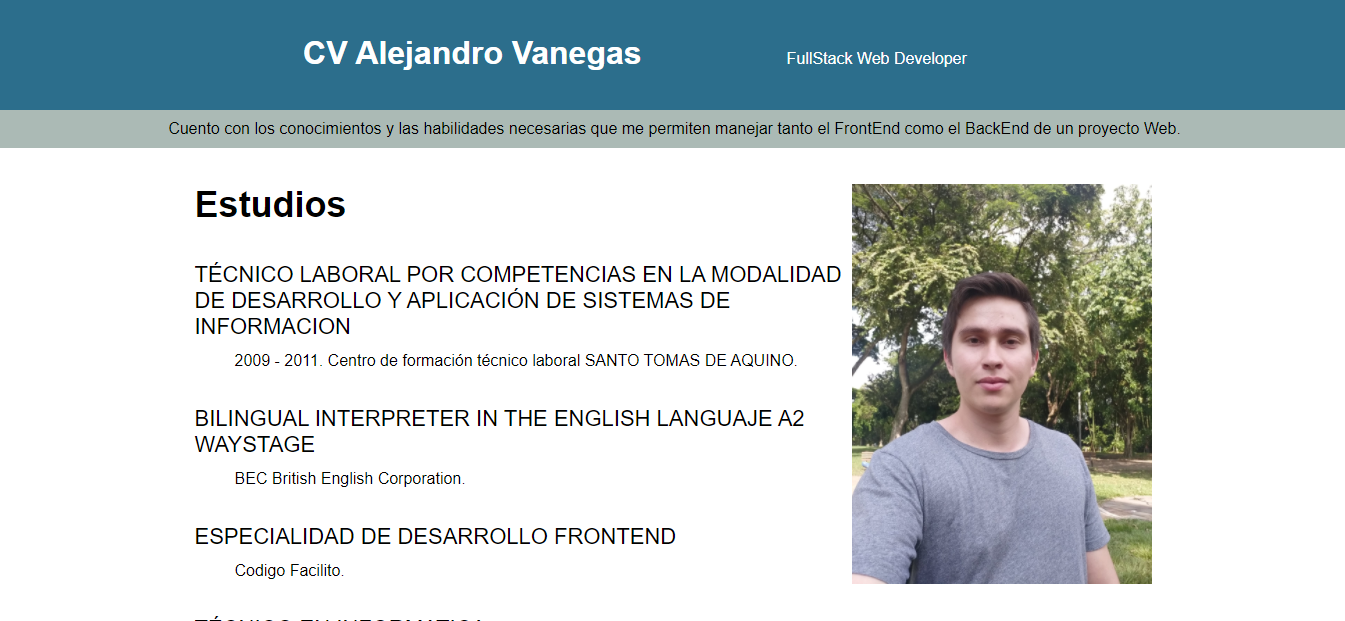 CV Alejandro Vanegas
FullStack Web Developer
Cuento con los conocimientos y las habilidades necesarias que me permiten manejar tanto el FrontEnd como el BackEnd de un proyecto Web.
Estudios
TÉCNICO LABORAL POR COMPETENCIAS EN LA MODALIDAD
DE DESARROLLO Y APLICACIÓN DE SISTEMAS DE
INFORMACION
2009 - 2011. Centro de formación técnico laboral SANTO TOMAS DE AQUINO.
BILINGUAL INTERPRETER IN THE ENGLISH LANGUAJE A2
WAYSTAGE
BEC British English Corporation.
ESPECIALIDAD DE DESARROLLO FRONTEND
Codigo Facilito.